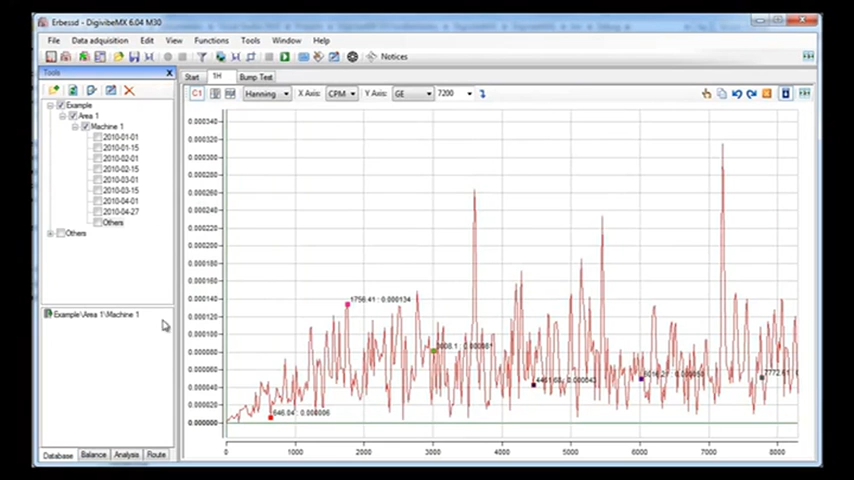 Erbessd - DigivibeMX 6.04 M30
File Data acquisition Edit View Functions Tools Window Help
Notices
Tools
Start 1H Bump Test
C1 Hanning X Axis: CPM Y Axis: GE 7200
Example
Area 1
Machine 1
2010-01-01
2010-01-15
2010-02-01
2010-02-15
2010-03-01
2010-03-15
2010-04-01
2010-04-27
Others
Others
Example\Area 1\Machine 1
Database Balance Analysis Route
0.000340
0.000320
0.000300
0.000280
0.000260
0.000240
0.000220
0.000200
0.000180
0.000160
0.000140
0.000120
0.000100
0.000080
0.000060
0.000040
0.000020
0.000000
1756.41 : 0.000134
646.04 : 0.000006
0 1000 2000 3000 4000 5000 6000 7000 8000